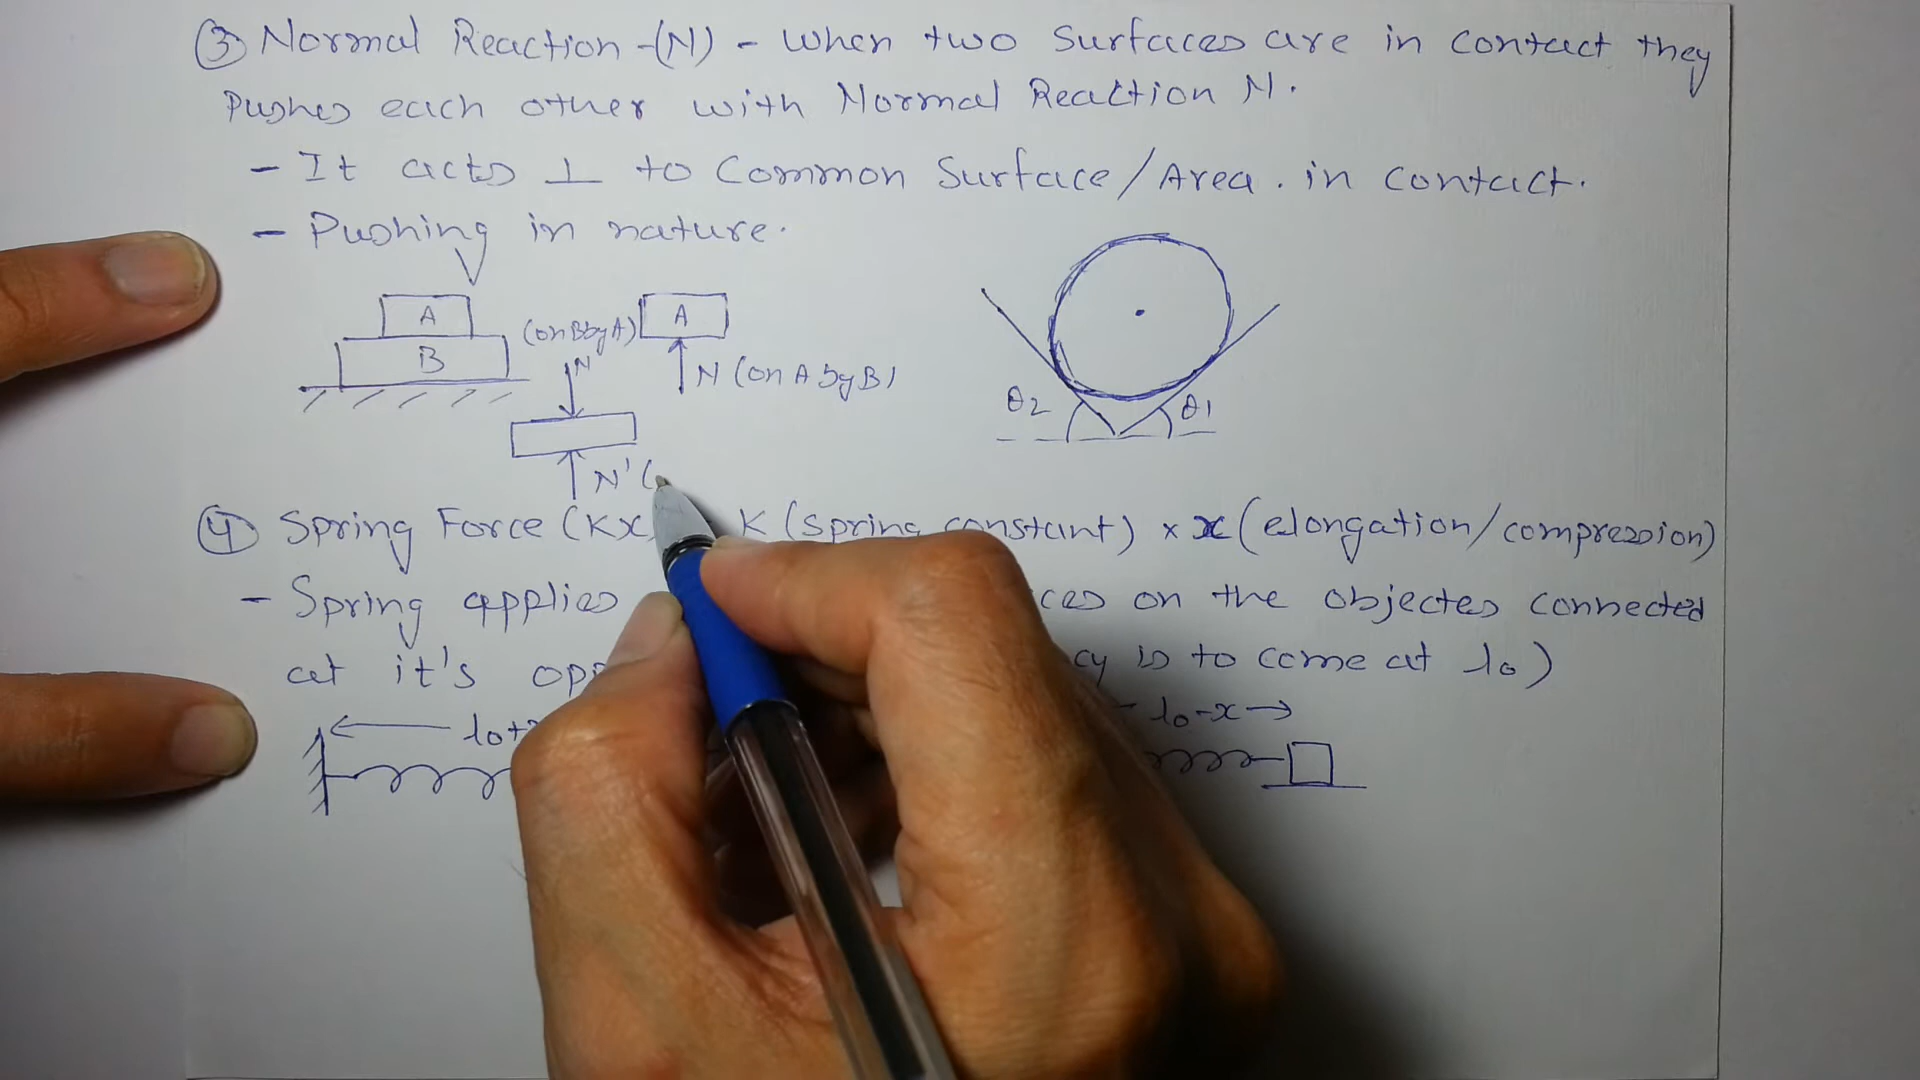 ③ Normal Reaction -(N) - When two surfaces are in contact they
Pushes each other with Normal Reaction N.
- It acts ⊥ to Common Surface/Area. in contact.
- Pushing in nature.
A
B
(on B by A)
N
A
N (on A by B)
N' (
θ2
θ1
④ Spring Force (Kx) K (spring constant) × x (elongation/compression)
- Spring applies on the objectes connected
at it's is to come at l0)
l0+
l0-x